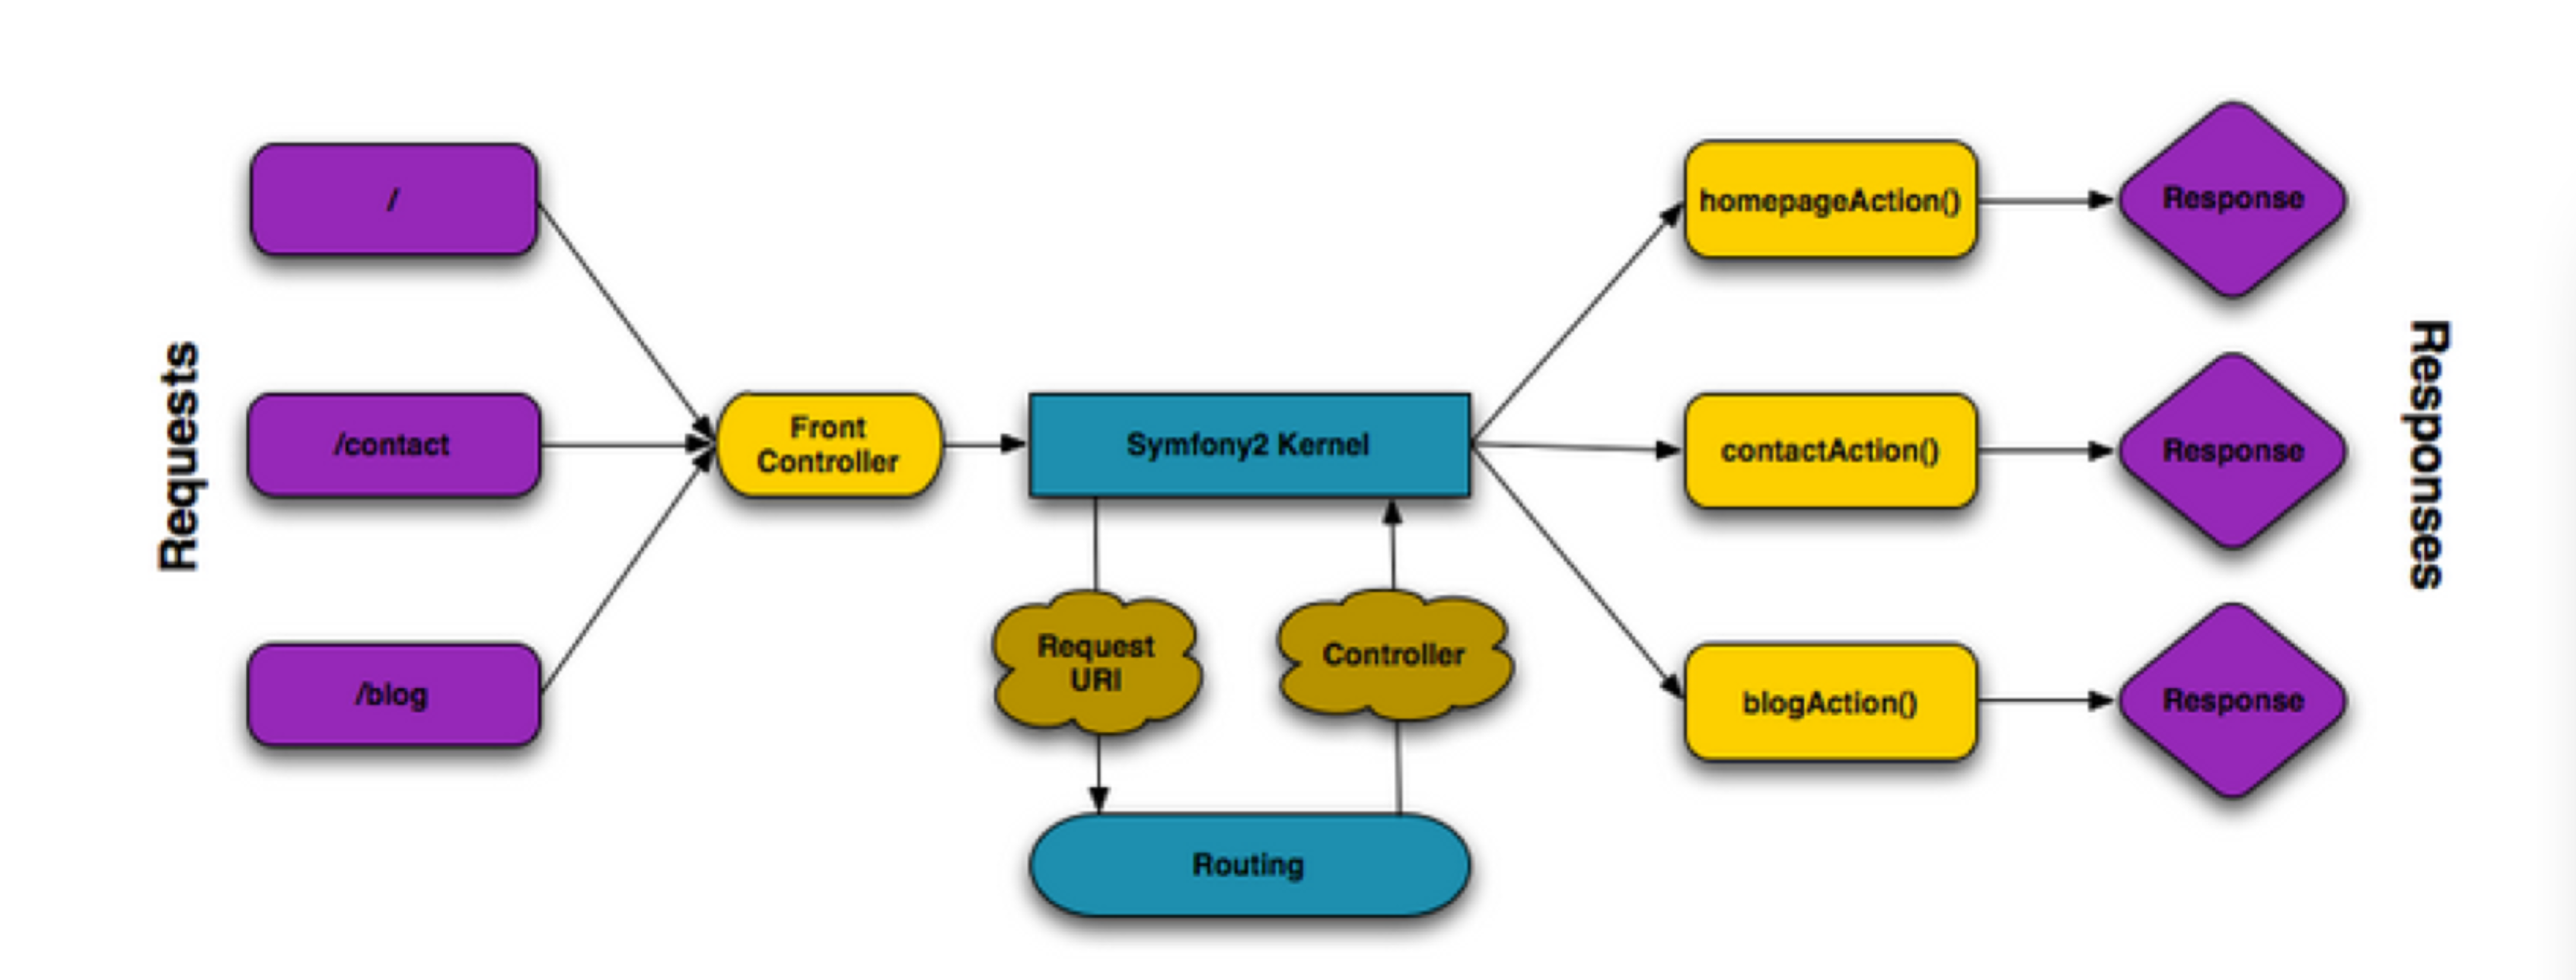 Requests
/
/contact
/blog
Front
Controller
Symfony2 Kernel
Request
URI
Controller
Routing
homepageAction()
contactAction()
blogAction()
Response
Response
Response
Responses